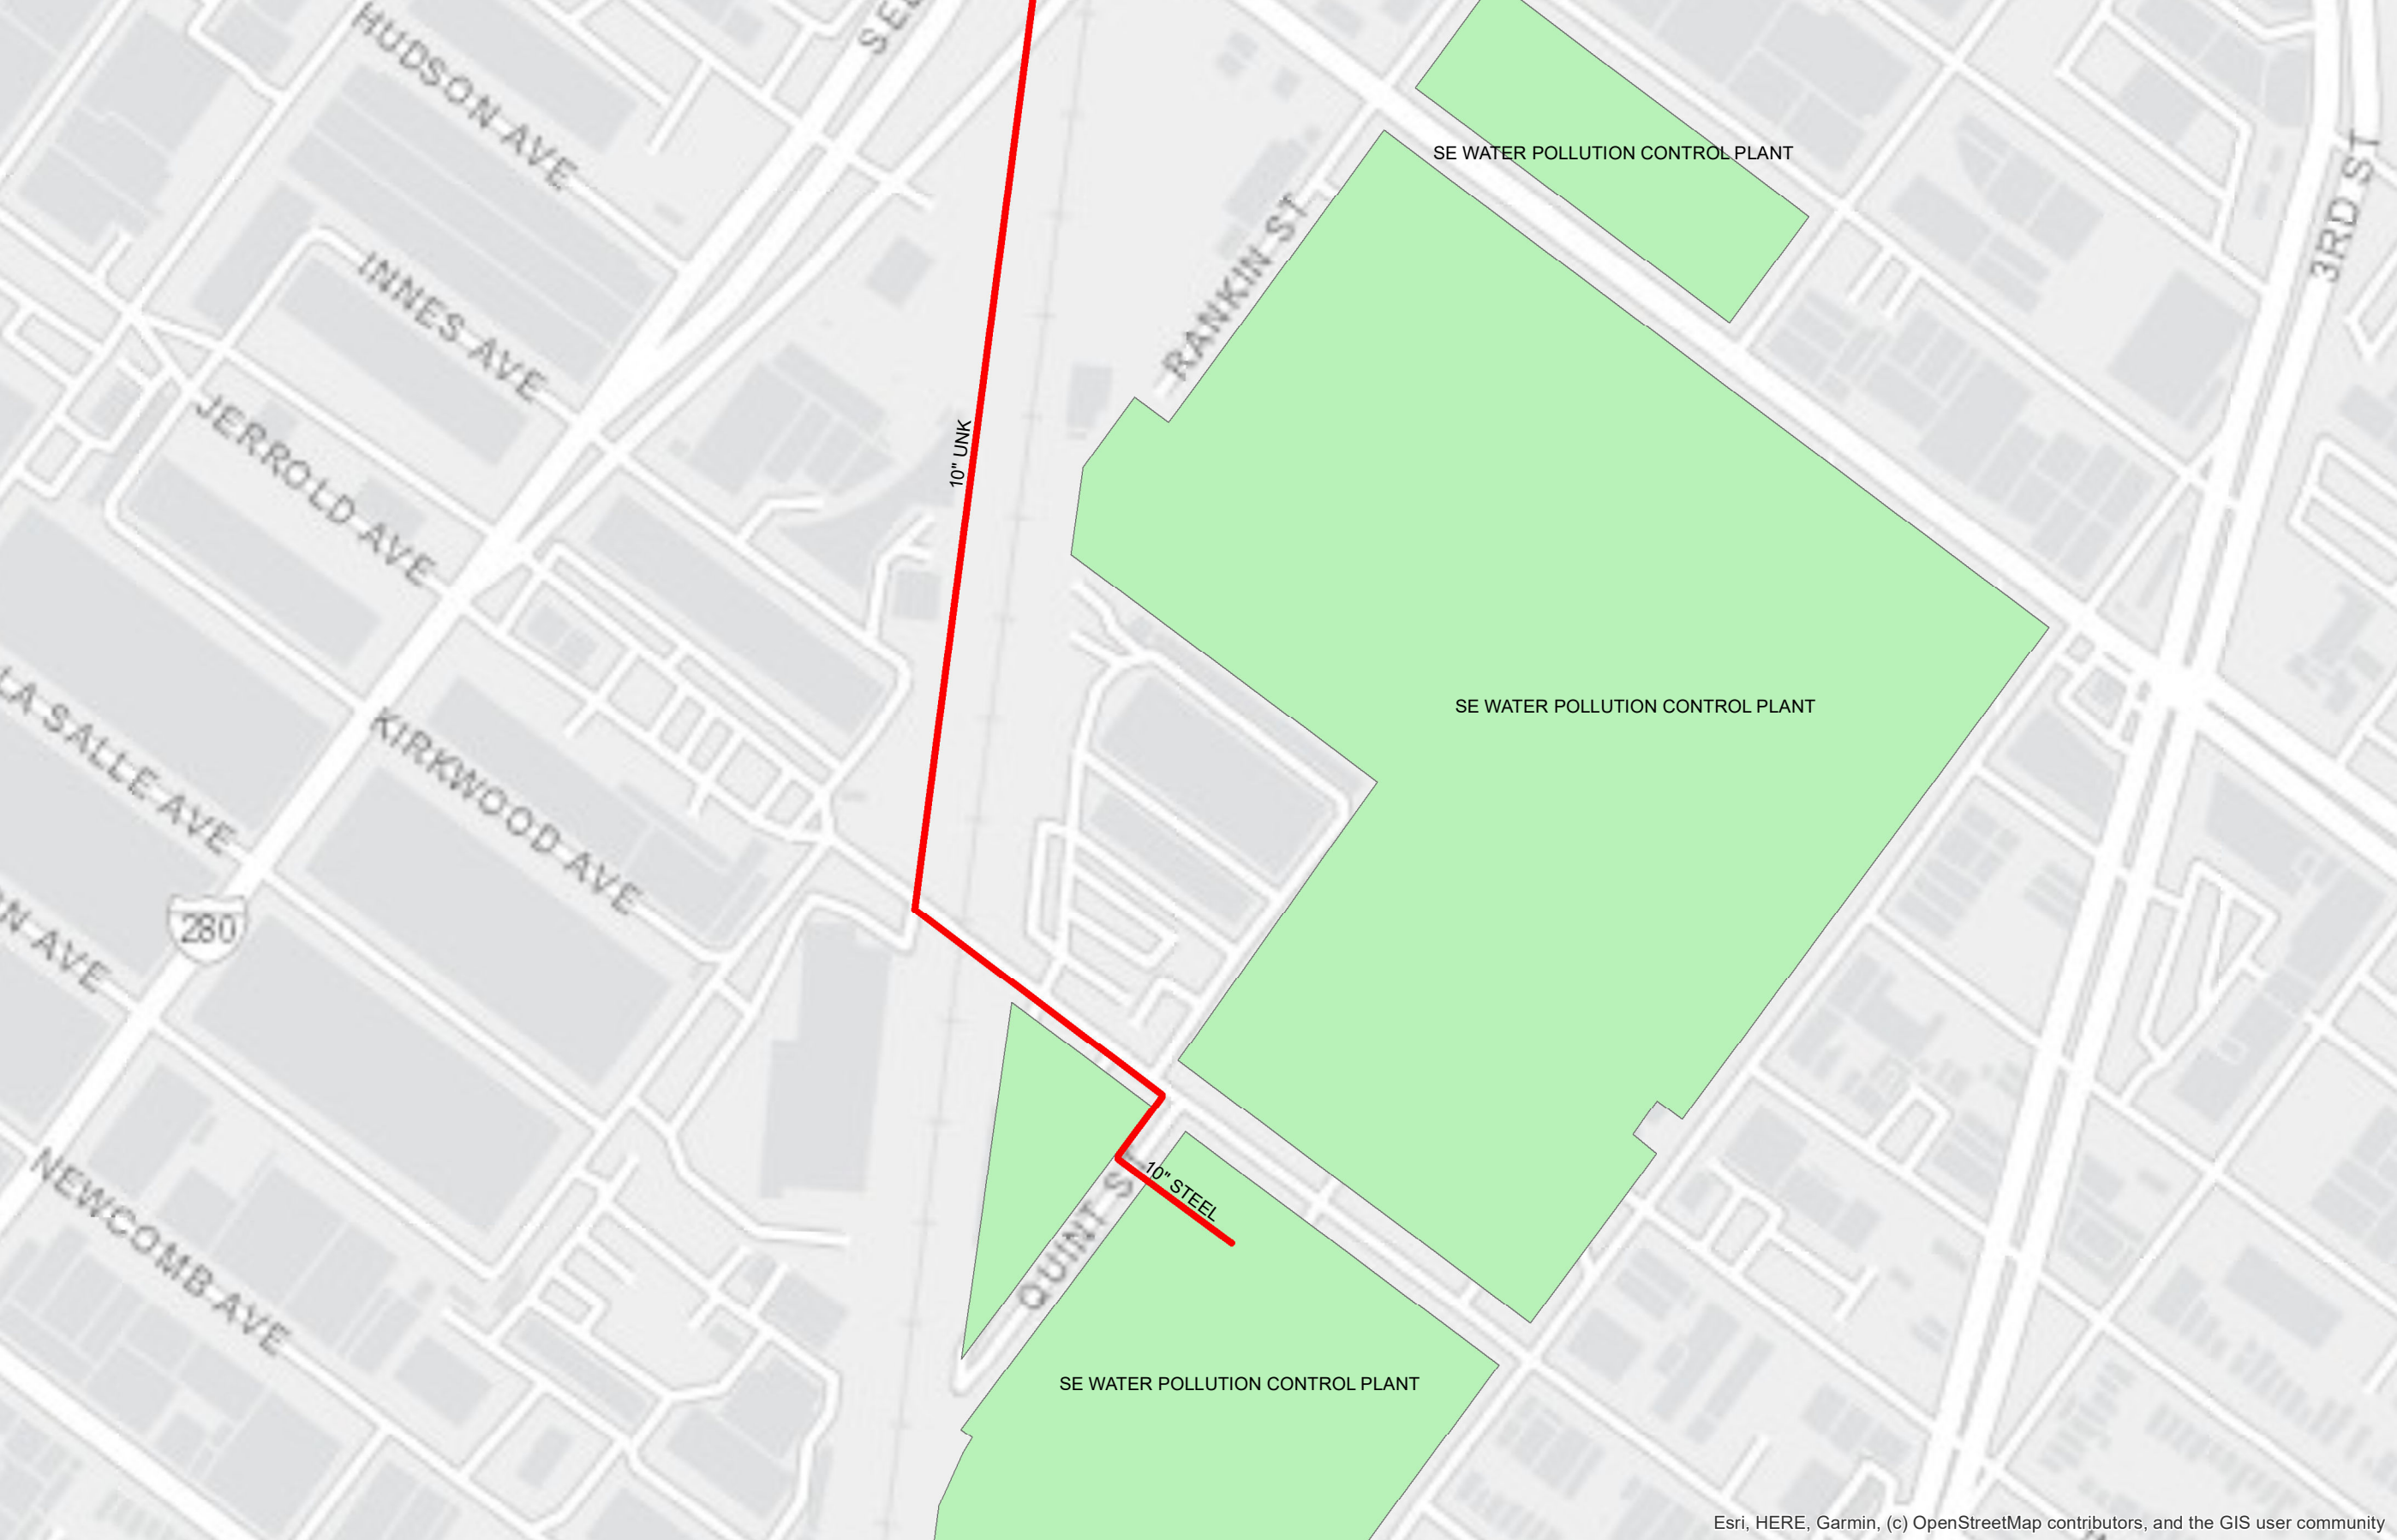 HUDSON AVE
SE WATER POLLUTION CONTROL PLANT
3RD ST
RANKIN ST
INNES AVE
JERROLD AVE
10" UNK
SE WATER POLLUTION CONTROL PLANT
LA SALLE AVE
KIRKWOOD AVE
AVE
280
10" STEEL
QUINT
NEWCOMB AVE
SE WATER POLLUTION CONTROL PLANT
Esri, HERE, Garmin, (c) OpenStreetMap contributors, and the GIS user community